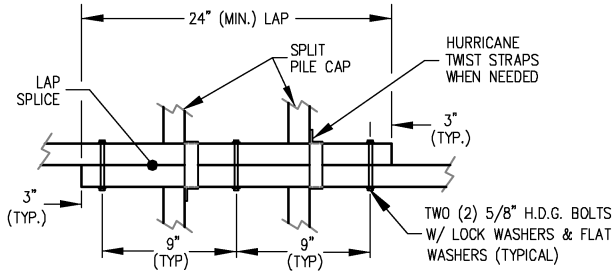 24" (MIN.) LAP
SPLIT
PILE CAP
HURRICANE
TWIST STRAPS
WHEN NEEDED
LAP
SPLICE
3"
(TYP.)
3"
(TYP.)
9"
(TYP)
9"
(TYP)
TWO (2) 5/8" H.D.G. BOLTS
W/ LOCK WASHERS & FLAT
WASHERS (TYPICAL)